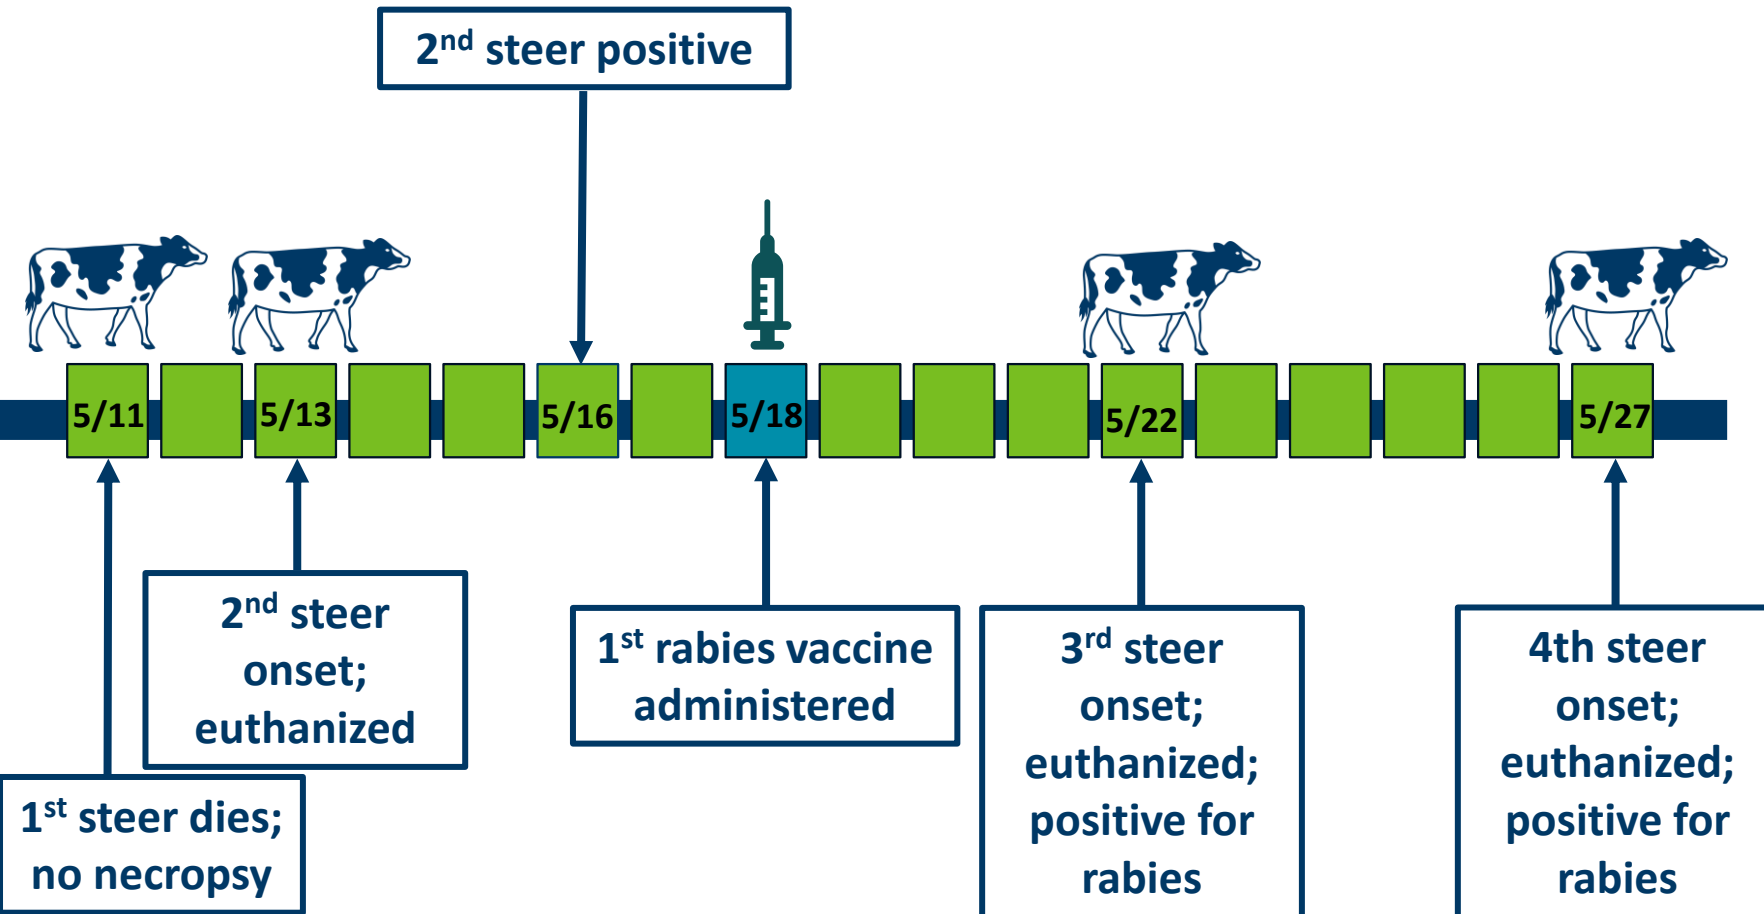 2nd steer positive
5/11
5/13
5/16
5/18
5/22
5/27
1st steer dies;
no necropsy
2nd steer
onset;
euthanized
1st rabies vaccine
administered
3rd steer
onset;
euthanized;
positive for
rabies
4th steer
onset;
euthanized;
positive for
rabies